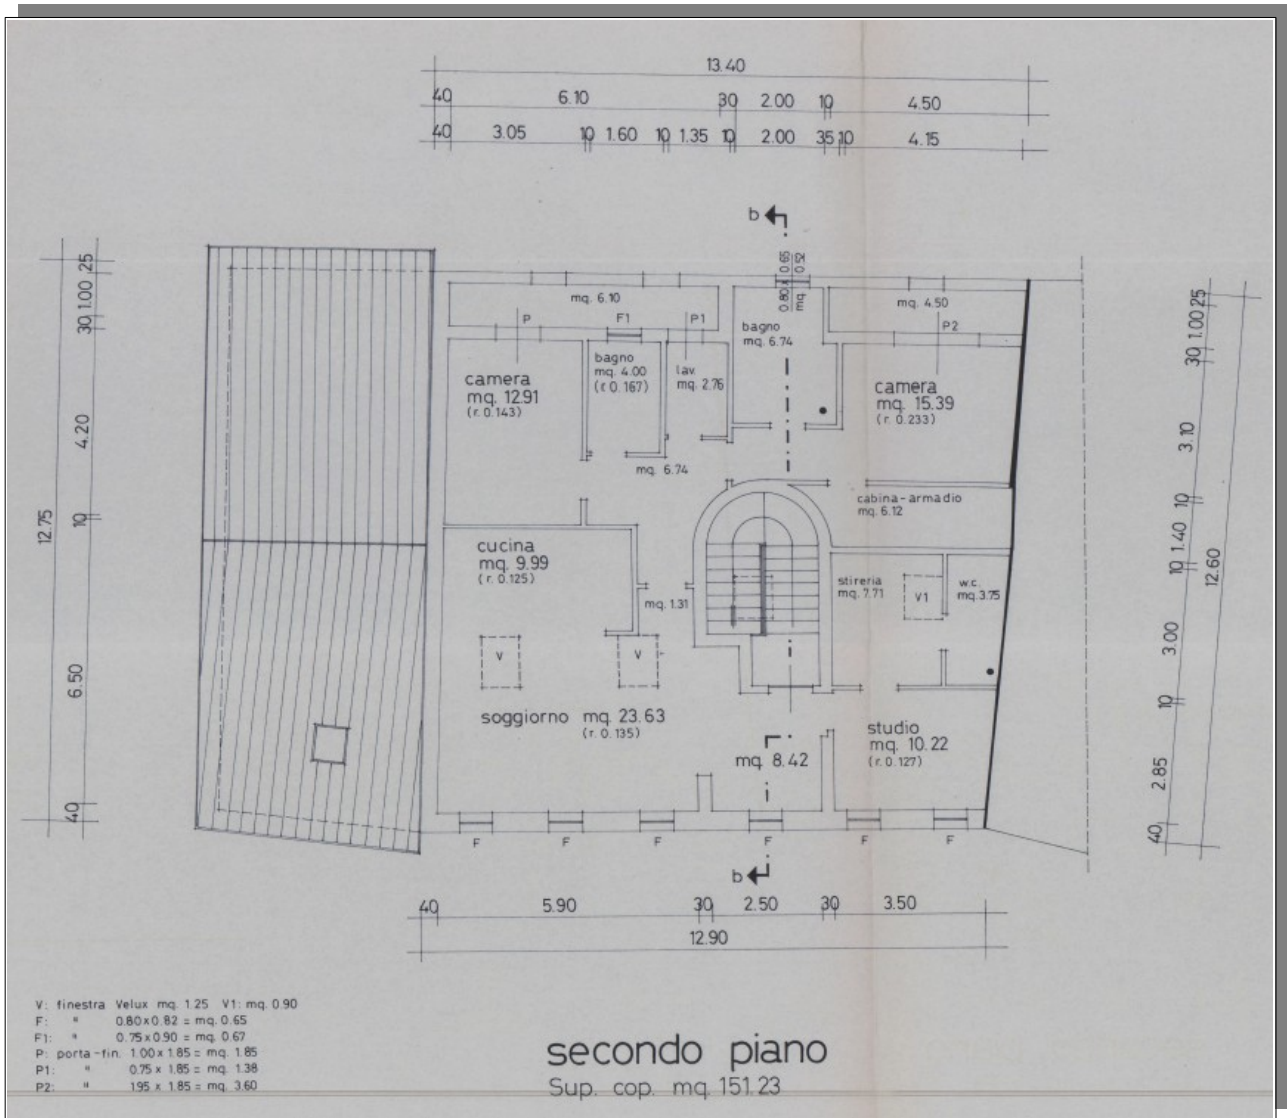 13.40
40 6.10 30 2.00 10 4.50
40 3.05 10 1.60 10 1.35 10 2.00 35 10 4.15
b
25
1.00
30
4.20
10
12.75
6.50
40
25
1.00
30
3.10
10
1.40
10
12.60
3.00
10
2.85
40
mq. 6.10
P
F1
P1
0.80 x 0.65
mq. 0.52
bagno
mq. 6.74
mq. 4.50
P2
camera
mq. 12.91
(r. 0.143)
bagno
mq. 4.00
(r. 0.167)
lav.
mq. 2.76
camera
mq. 15.39
(r. 0.233)
mq. 6.74
cabina-armadio
mq. 6.12
cucina
mq. 9.99
(r. 0.125)
mq. 1.31
stireria
mq. 7.71
V1
w.c.
mq. 3.75
V
V
soggiorno mq. 23.63
(r. 0.135)
mq. 8.42
studio
mq. 10.22
(r. 0.127)
F F F F F F
b
40 5.90 30 2.50 30 3.50
12.90
V: finestra Velux mq. 1.25 V1: mq. 0.90
F: " 0.80x0.82 = mq. 0.65
F1: " 0.75x0.90 = mq. 0.67
P: porta-fin. 1.00 x 1.85 = mq. 1.85
P1: " 0.75 x 1.85 = mq. 1.38
P2: " 1.95 x 1.85 = mq. 3.60
secondo piano
Sup. cop. mq. 151.23